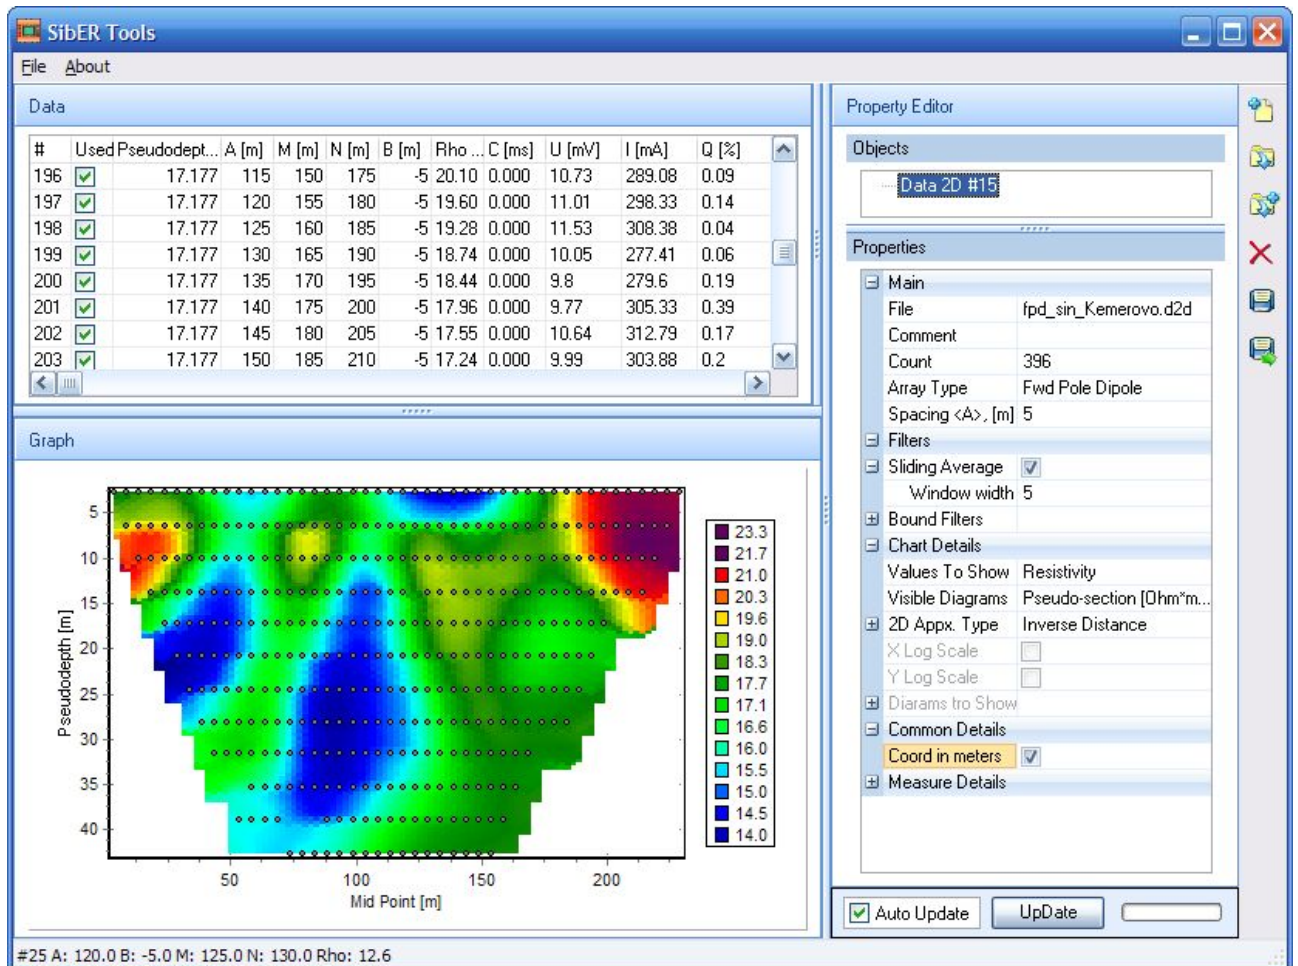 SibER Tools
File About
Data
# Used Pseudodept... A [m] M [m] N [m] B [m] Rho ... C [ms] U [mV] I [mA] Q [%]
196 17.177 115 150 175 -5 20.10 0.000 10.73 289.08 0.09
197 17.177 120 155 180 -5 19.60 0.000 11.01 298.33 0.14
198 17.177 125 160 185 -5 19.28 0.000 11.53 308.38 0.04
199 17.177 130 165 190 -5 18.74 0.000 10.05 277.41 0.06
200 17.177 135 170 195 -5 18.44 0.000 9.8 279.6 0.19
201 17.177 140 175 200 -5 17.96 0.000 9.77 305.33 0.39
202 17.177 145 180 205 -5 17.55 0.000 10.64 312.79 0.17
203 17.177 150 185 210 -5 17.24 0.000 9.99 303.88 0.2
Graph
5
10
15
20
25
30
35
40
Pseudodepth [m]
50 100 150 200
Mid Point [m]
23.3
21.7
21.0
20.3
19.6
19.0
18.3
17.7
17.1
16.6
16.0
15.5
15.0
14.5
14.0
Property Editor
Objects
Data 2D #15
Properties
Main
File fpd_sin_Kemerovo.d2d
Comment
Count 396
Array Type Fwd Pole Dipole
Spacing <A>, [m] 5
Filters
Sliding Average
Window width 5
Bound Filters
Chart Details
Values To Show Resistivity
Visible Diagrams Pseudo-section [Ohm*m...
2D Appx. Type Inverse Distance
X Log Scale
Y Log Scale
Diarams tro Show
Common Details
Coord in meters
Measure Details
Auto Update UpDate
#25 A: 120.0 B: -5.0 M: 125.0 N: 130.0 Rho: 12.6